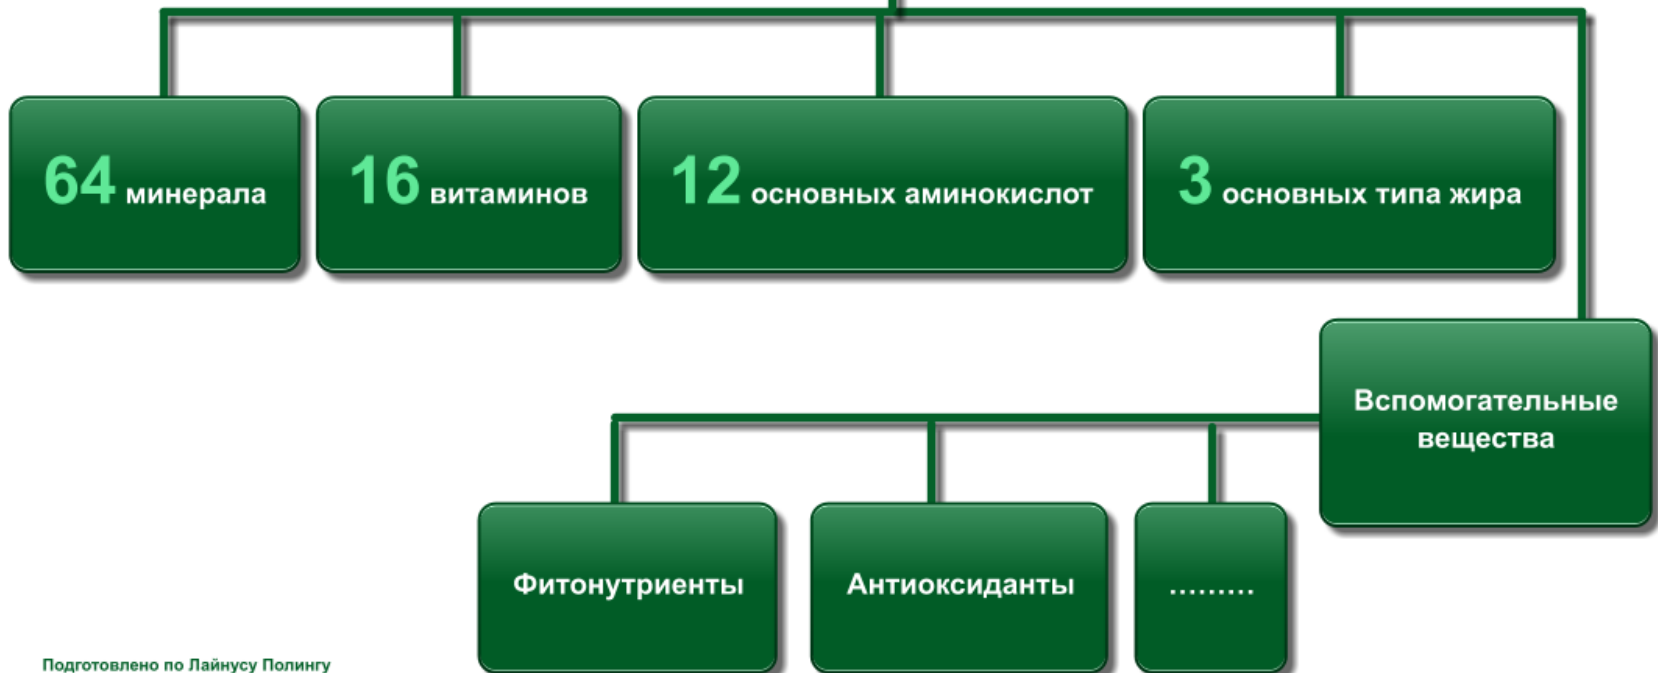 64 минерала
16 витаминов
12 основных аминокислот
3 основных типа жира
Вспомогательные
вещества
Фитонутриенты
Антиоксиданты
.........
Подготовлено по Лайнусу Полингу